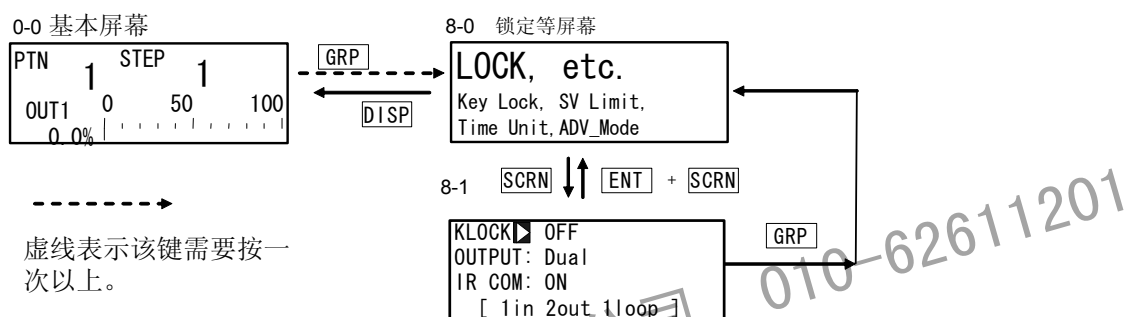 0-0 基本屏幕
PTN 1 STEP 1
OUT1 0 50 100
0.0%
GRP
DISP
8-0 锁定等屏幕
LOCK, etc.
Key Lock, SV Limit,
Time Unit, ADV_Mode
SCRN ENT + SCRN
8-1
KLOCK OFF
OUTPUT: Dual
IR COM: ON
[ 1in 2out 1loop ]
GRP
虚线表示该键需要按一
次以上。
010-62611201